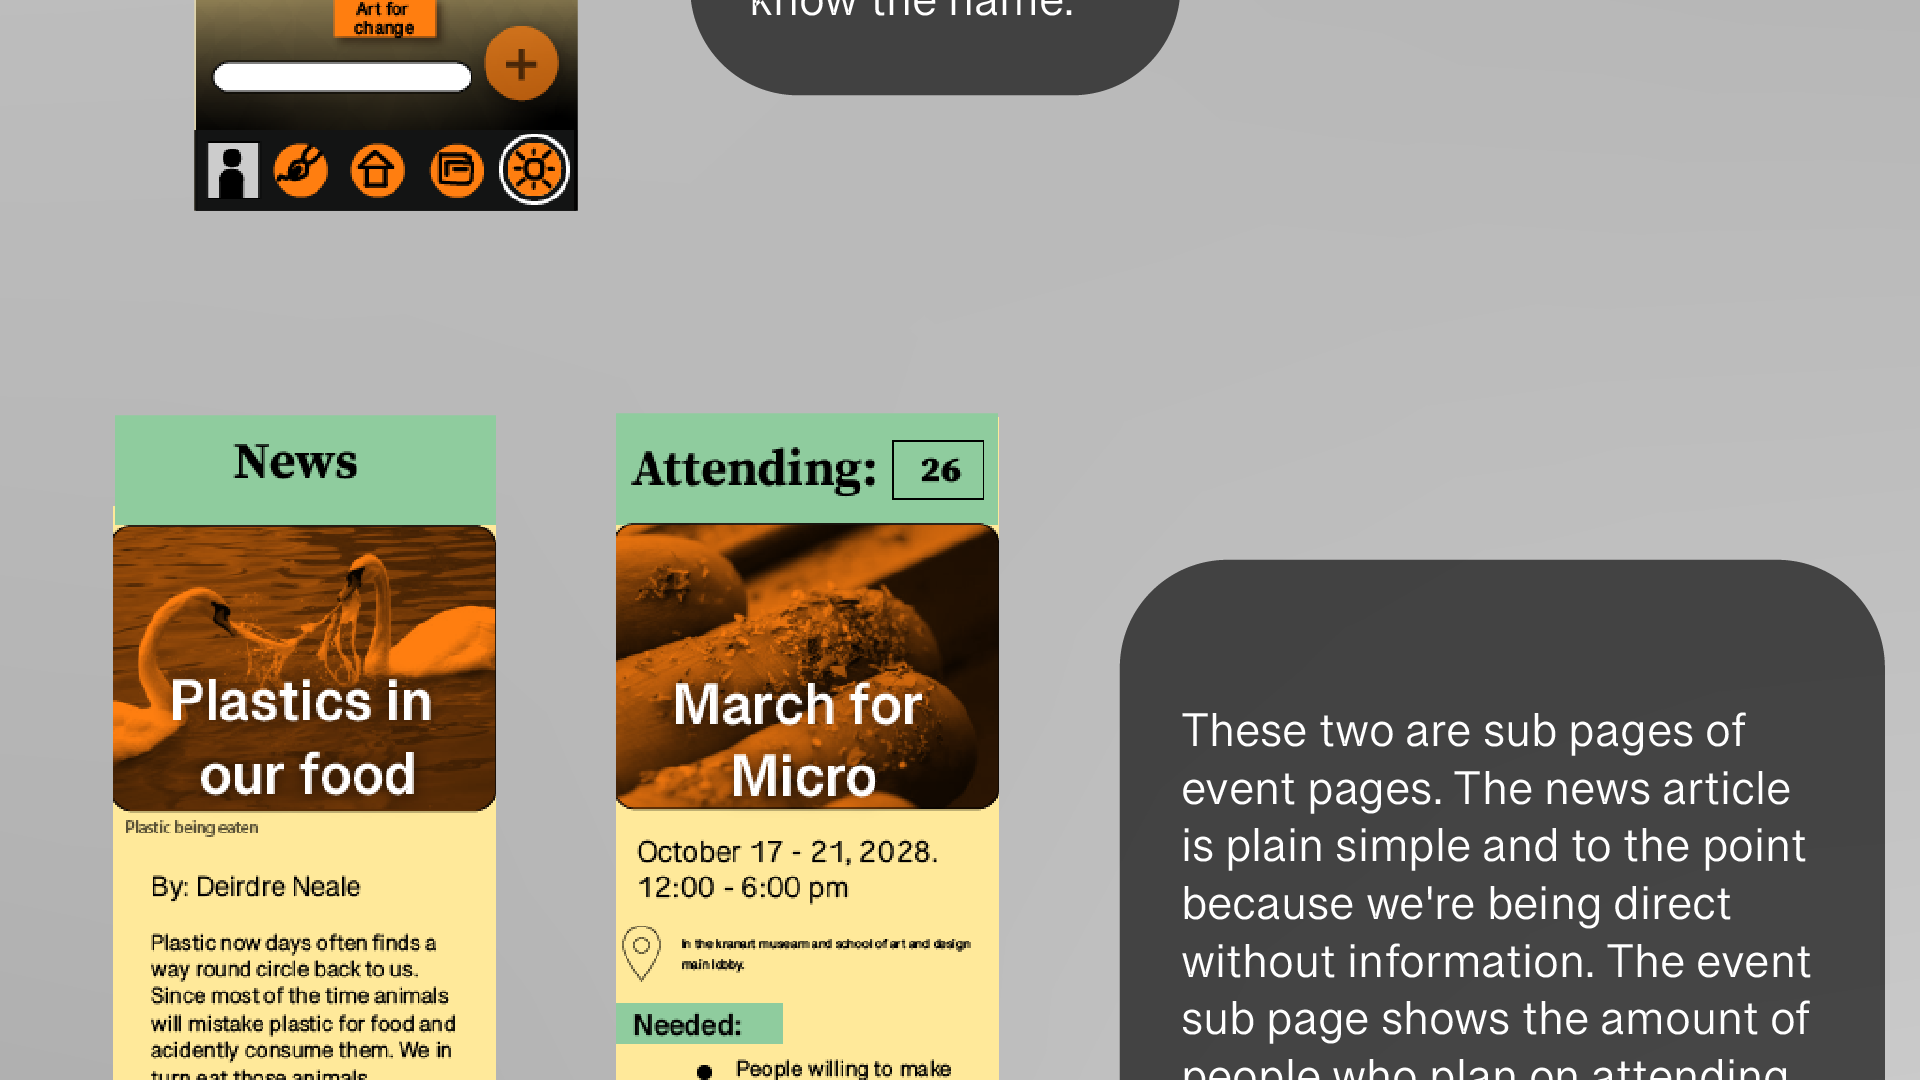 Art for
change
know the name.
News
Plastics in
our food
Plastic being eaten
By: Deirdre Neale
Plastic now days often finds a
way round circle back to us.
Since most of the time animals
will mistake plastic for food and
acidently consume them. We in
turn eat those animals
Attending: 26
March for
Micro
October 17 - 21, 2028.
12:00 - 6:00 pm
In the kranart museam and school of art and design
main lobby.
Needed:
People willing to make
These two are sub pages of
event pages. The news article
is plain simple and to the point
because we're being direct
without information. The event
sub page shows the amount of
people who plan on attending